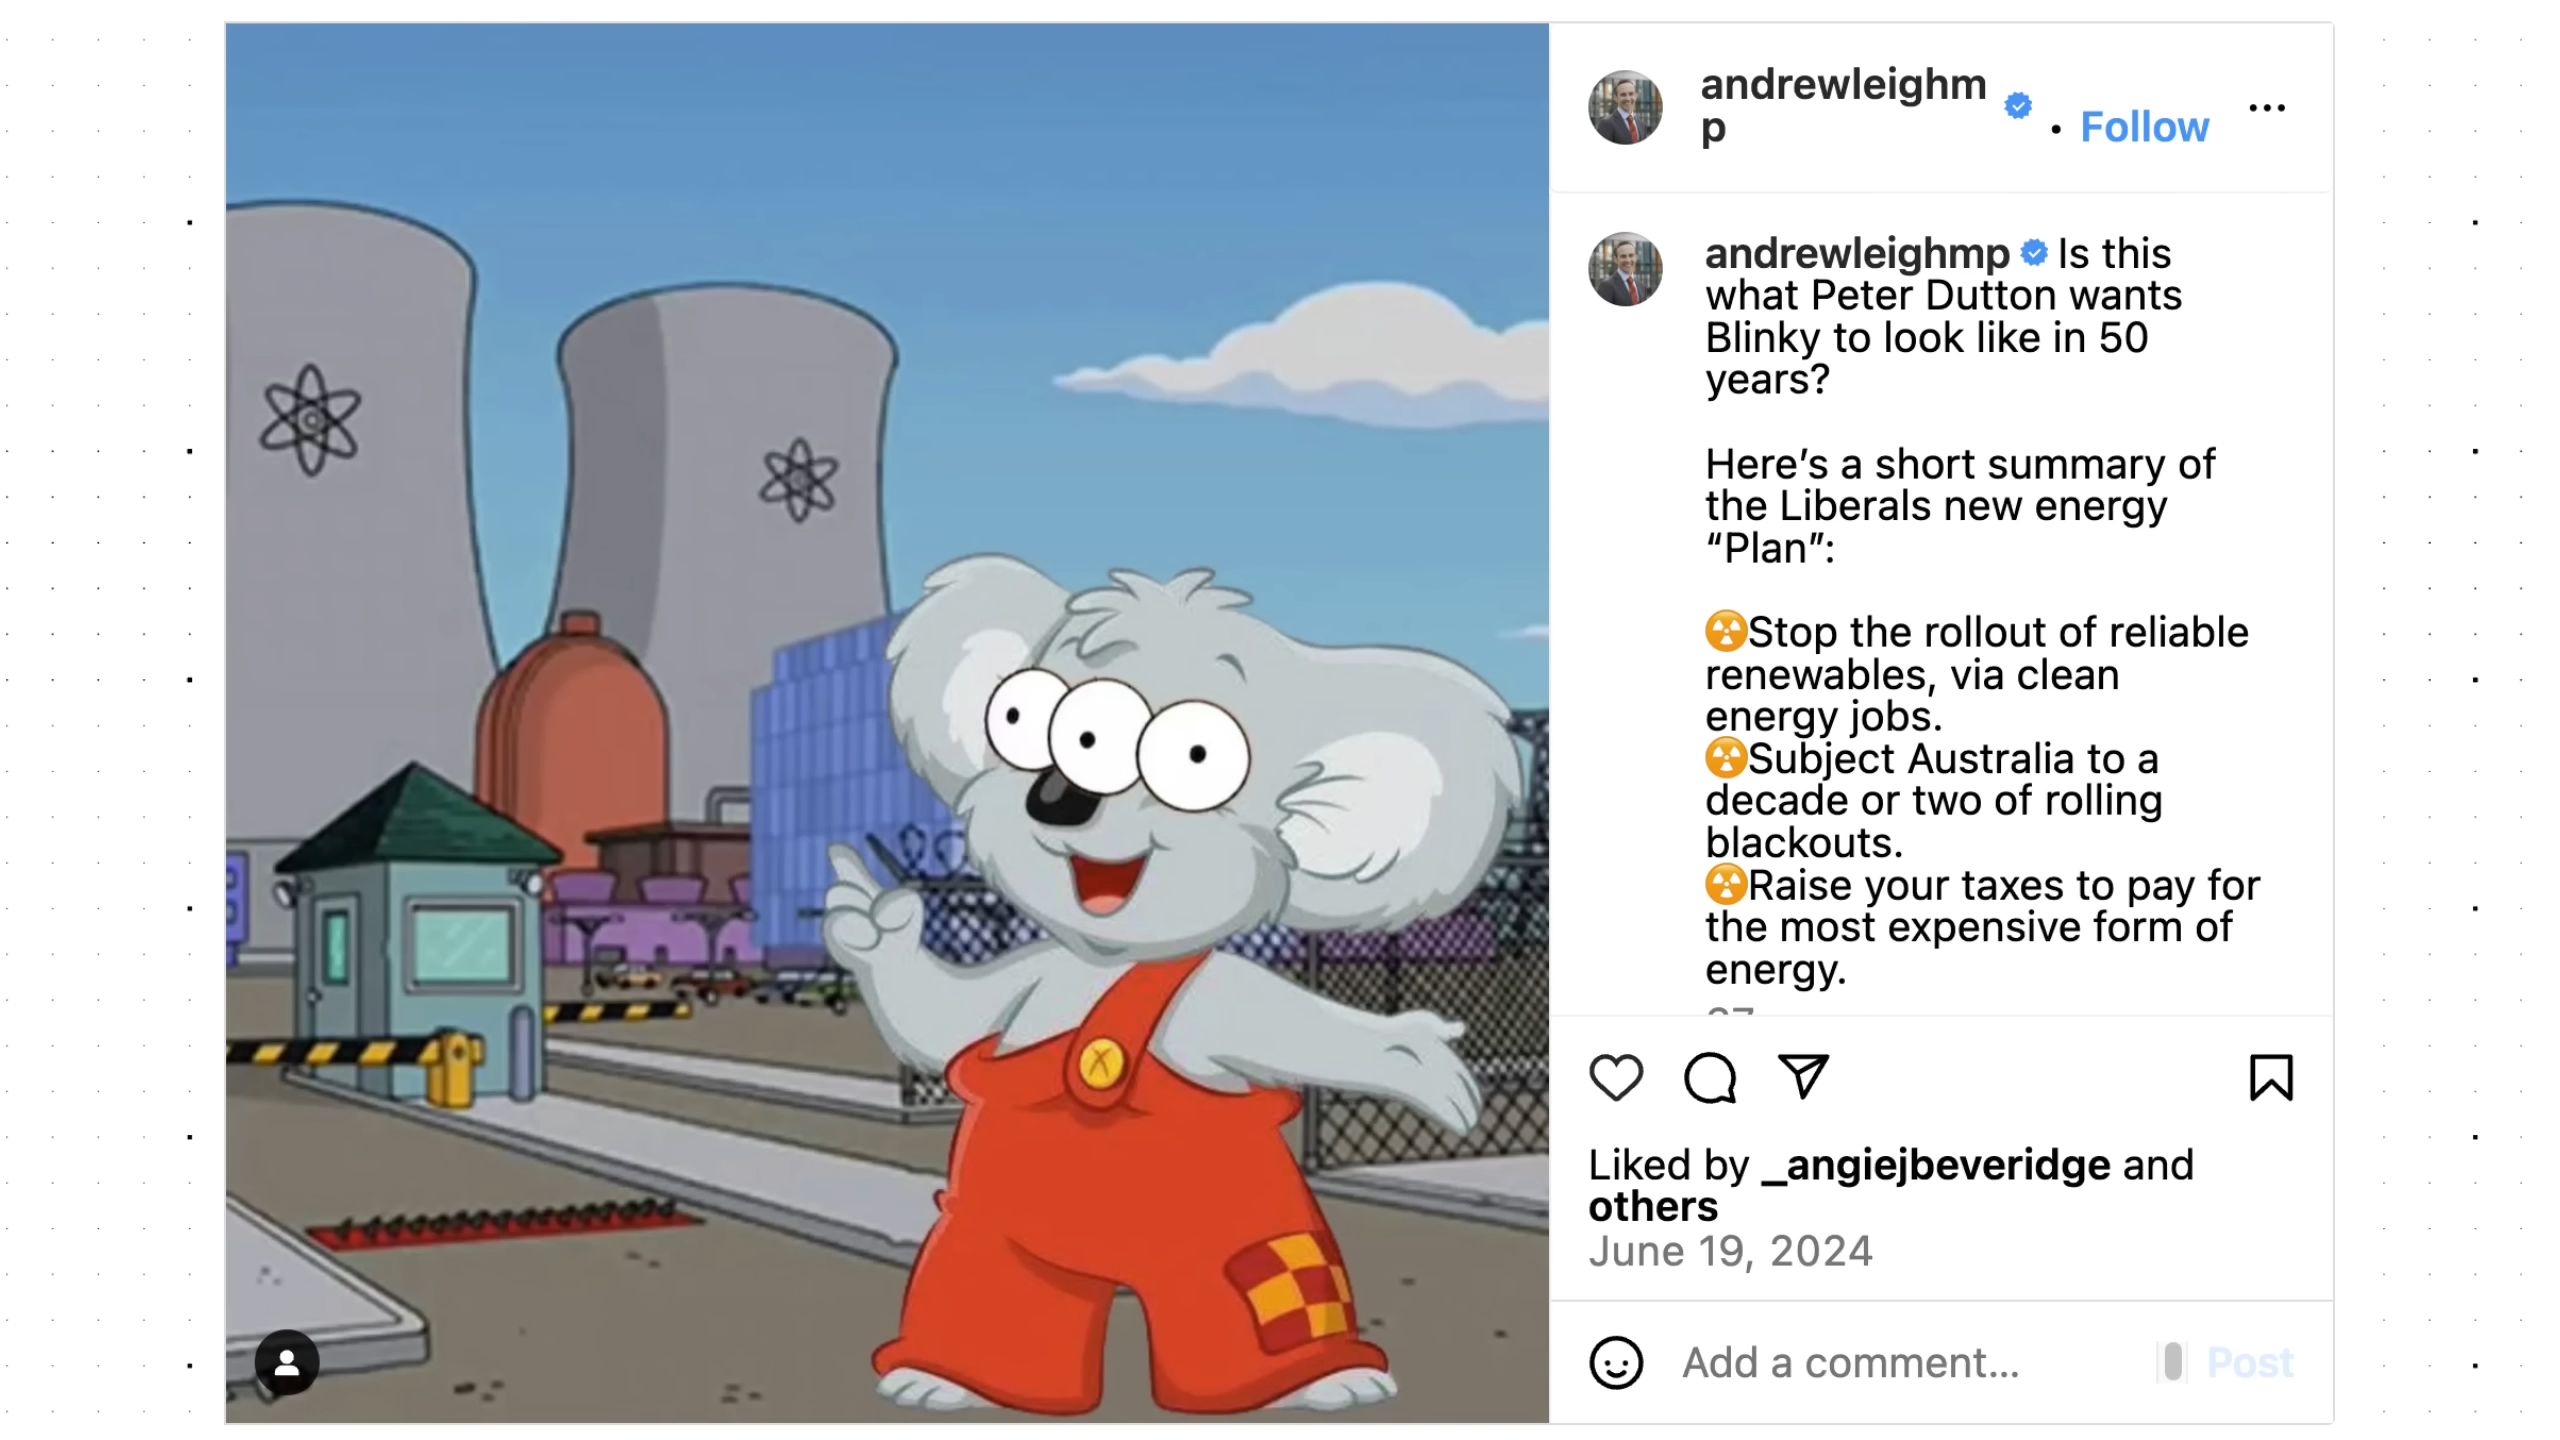 andrewleighm
p
• Follow
andrewleighmp Is this
what Peter Dutton wants
Blinky to look like in 50
years?
Here’s a short summary of
the Liberals new energy
“Plan”:
☢️Stop the rollout of reliable
renewables, via clean
energy jobs.
☢️Subject Australia to a
decade or two of rolling
blackouts.
☢️Raise your taxes to pay for
the most expensive form of
energy.
Liked by _angiejbeveridge and
others
June 19, 2024
Add a comment...
Post